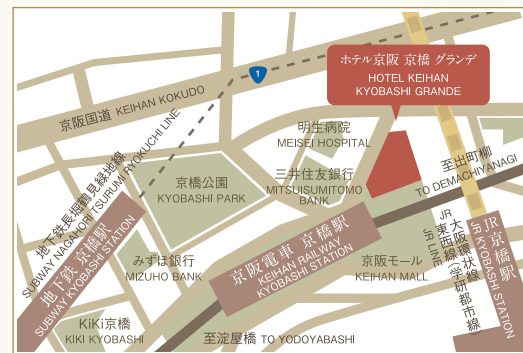 1
ホテル京阪 京橋 グランデ
HOTEL KEIHAN
KYOBASHI GRANDE
京阪国道 KEIHAN KOKUDO
明生病院
MEISEI HOSPITAL
地下鉄長堀鶴見緑地線
SUBWAY NAGAHORI TSURUMI RYOKUCHI LINE
京橋公園
KYOBASHI PARK
三井住友銀行
MITSUISUMITOMO
BANK
至出町柳
TO DEMACHIYANAGI
地下鉄 京橋駅
SUBWAY KYOBASHI STATION
みずほ銀行
MIZUHO BANK
京阪電車 京橋駅
KEIHAN RAILWAY
KYOBASHI STATION
京阪モール
KEIHAN MALL
JR 大阪環状線
東西線(学研都市線)
JR LINE
JR京橋駅
JR KYOBASHI STATION
KiKi京橋
KIKI KYOBASHI
至淀屋橋 TO YODOYABASHI